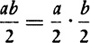 ab/2 = a/2 · b/2